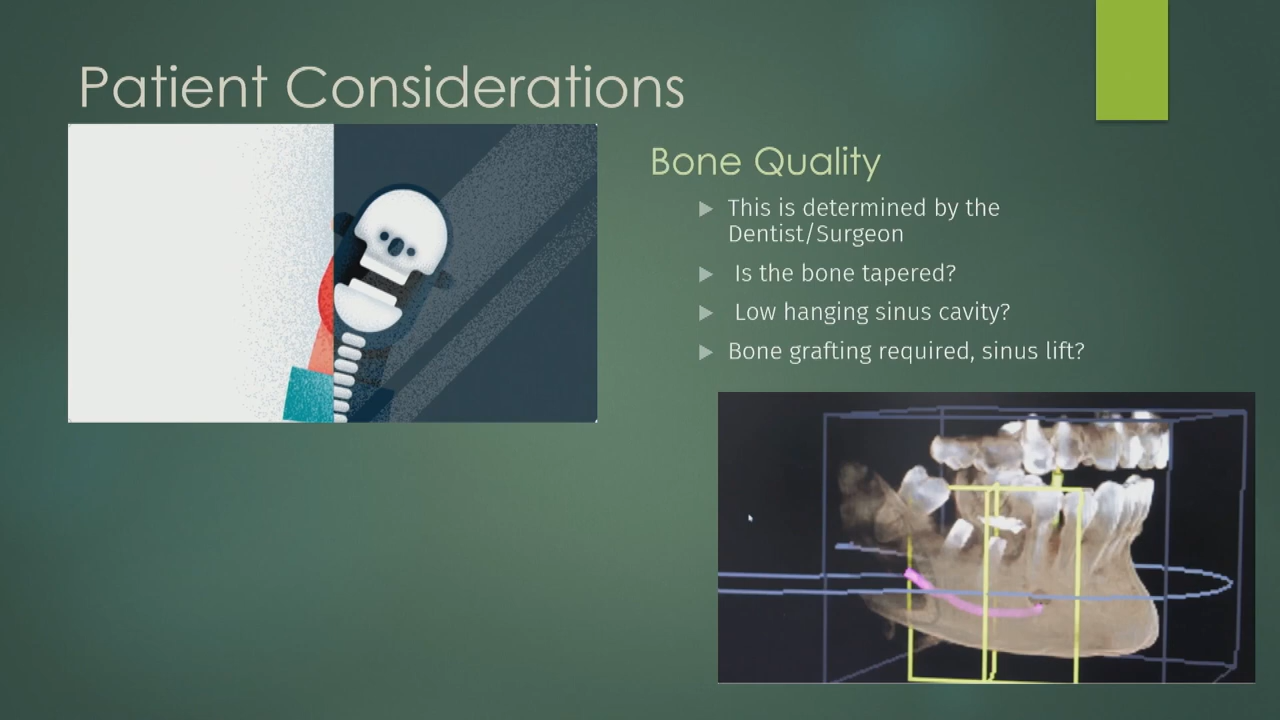 Patient Considerations
Bone Quality
This is determined by the
Dentist/Surgeon
Is the bone tapered?
Low hanging sinus cavity?
Bone grafting required, sinus lift?